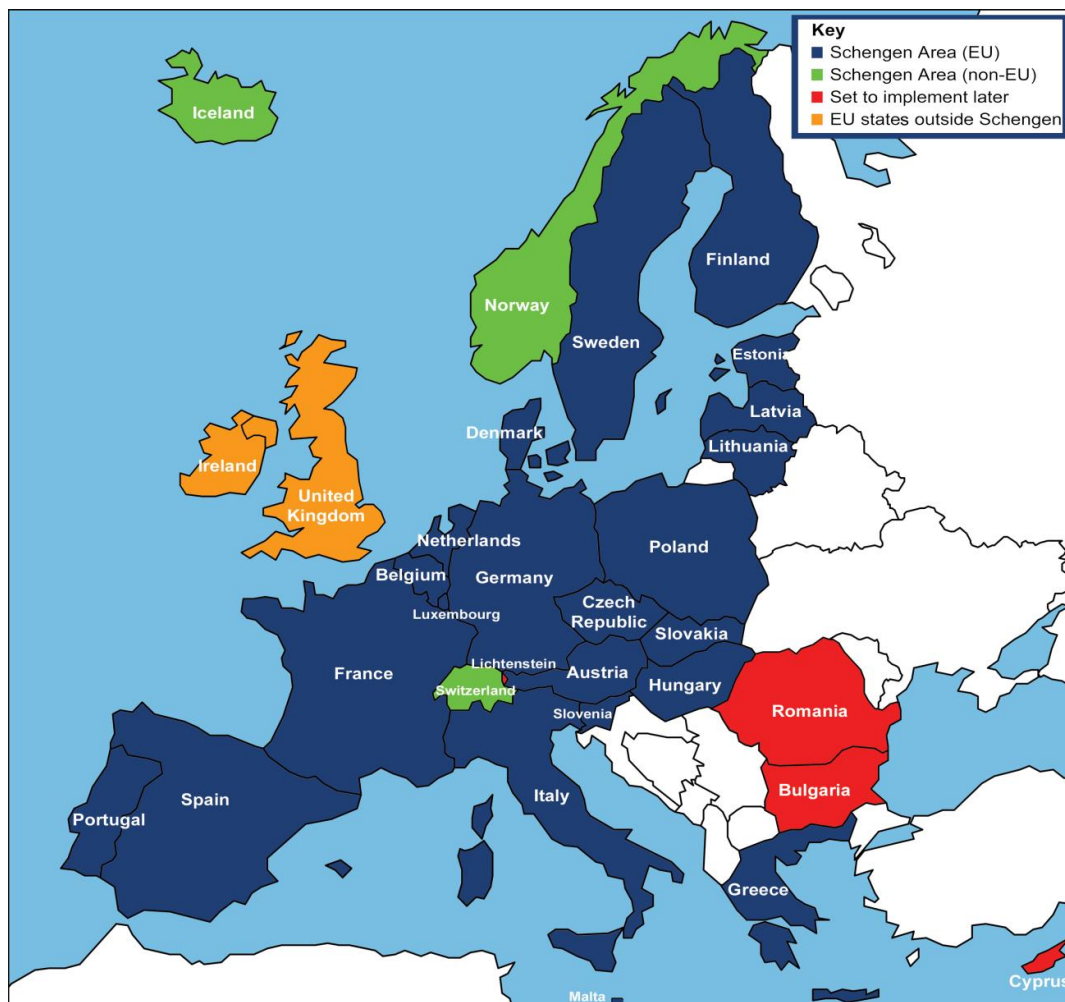 Key
Schengen Area (EU)
Schengen Area (non-EU)
Set to implement later
EU states outside Schengen
Iceland
Finland
Norway
Sweden
Estonia
Latvia
Denmark
Lithuania
Ireland
United
Kingdom
Netherlands
Poland
Belgium
Germany
Czech
Republic
Luxembourg
Slovakia
Lichtenstein
France
Austria
Switzerland
Hungary
Slovenia
Romania
Bulgaria
Spain
Italy
Portugal
Greece
Cyprus
Malta